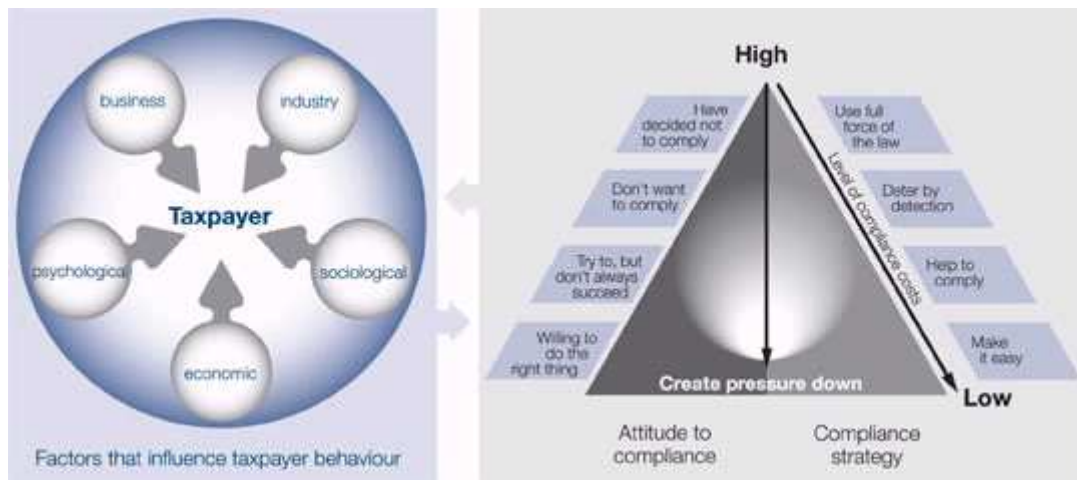 business
industry
Taxpayer
psychological
sociological
economic
Factors that influence taxpayer behaviour
High
Have
decided not
to comply
Don't want
to comply
Try to, but
don't always
succeed
Willing to
do the
right thing
Use full
force of
the law
Deter by
detection
Help to
comply
Make
it easy
Level of compliance costs
Create pressure down
Low
Attitude to
compliance
Compliance
strategy